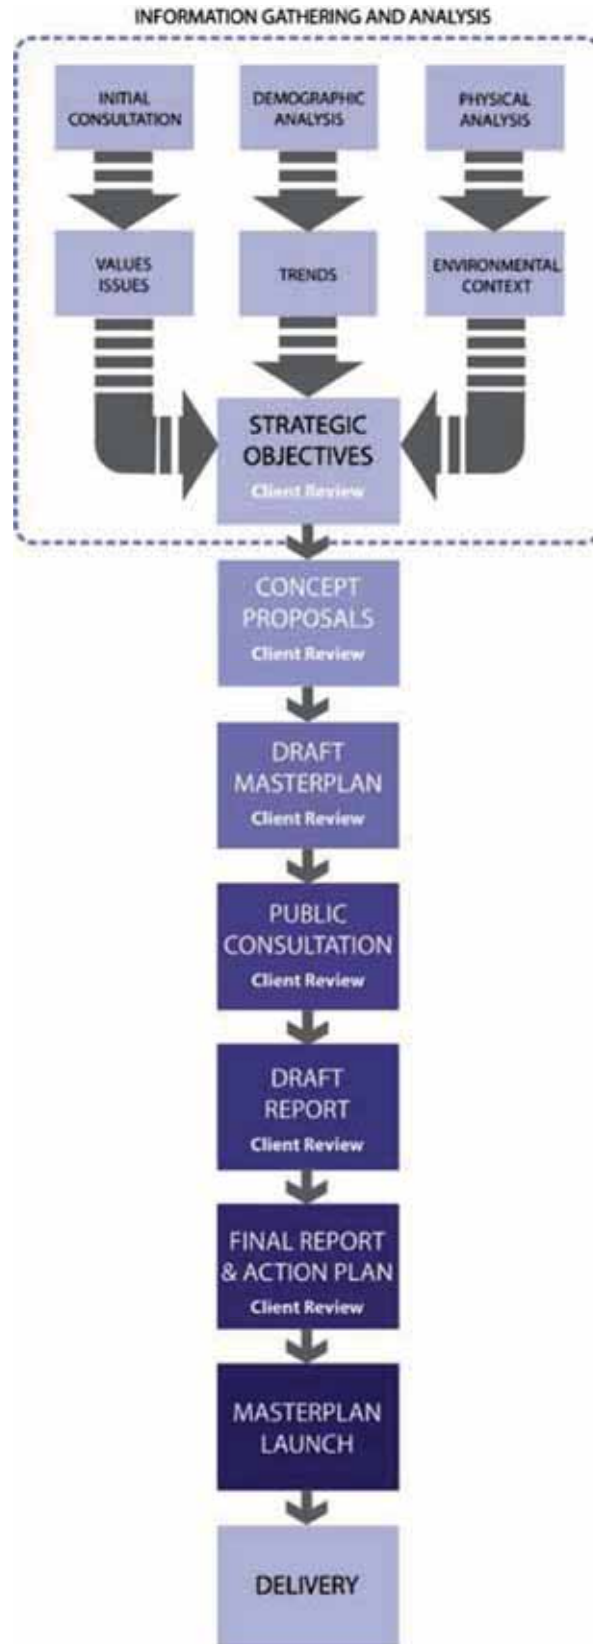 INFORMATION GATHERING AND ANALYSIS
INITIAL
CONSULTATION
DEMOGRAPHIC
ANALYSIS
PHYSICAL
ANALYSIS
VALUES
ISSUES
TRENDS
ENVIRONMENTAL
CONTEXT
STRATEGIC
OBJECTIVES
Client Review
CONCEPT
PROPOSALS
Client Review
DRAFT
MASTERPLAN
Client Review
PUBLIC
CONSULTATION
Client Review
DRAFT
REPORT
Client Review
FINAL REPORT
& ACTION PLAN
Client Review
MASTERPLAN
LAUNCH
DELIVERY